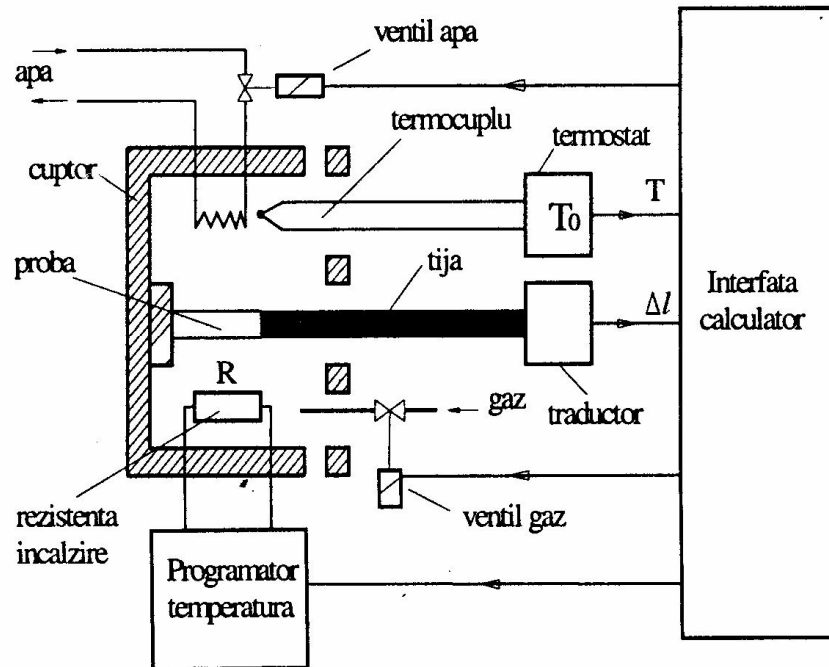 ventil apa
apa
termocuplu
termostat
cuptor
T₀
T
proba
tija
Δl
Interfata
calculator
R
gaz
traductor
rezistenta
incalzire
ventil gaz
Programator
temperatura